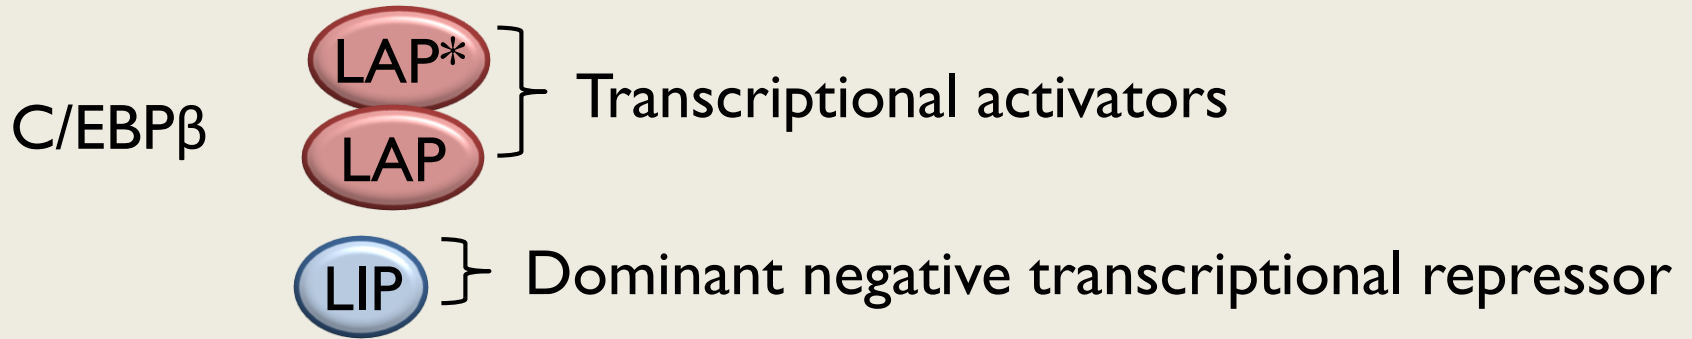 LAP*
Transcriptional activators
C/EBPβ
LAP
LIP
Dominant negative transcriptional repressor